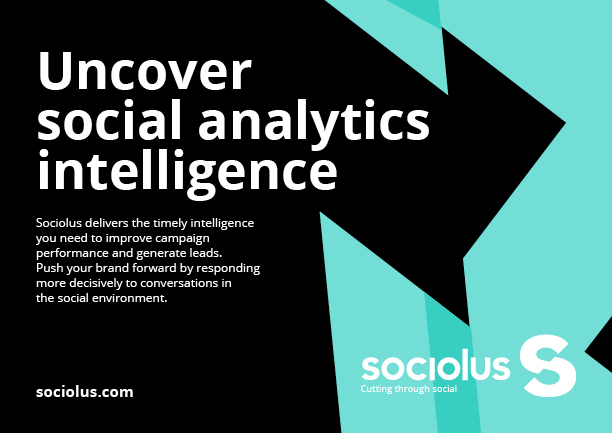 Uncover
social analytics
intelligence
Sociolus delivers the timely intelligence
you need to improve campaign
performance and generate leads.
Push your brand forward by responding
more decisively to conversations in
the social environment.
sociolus.com
sociolus S
Cutting through social